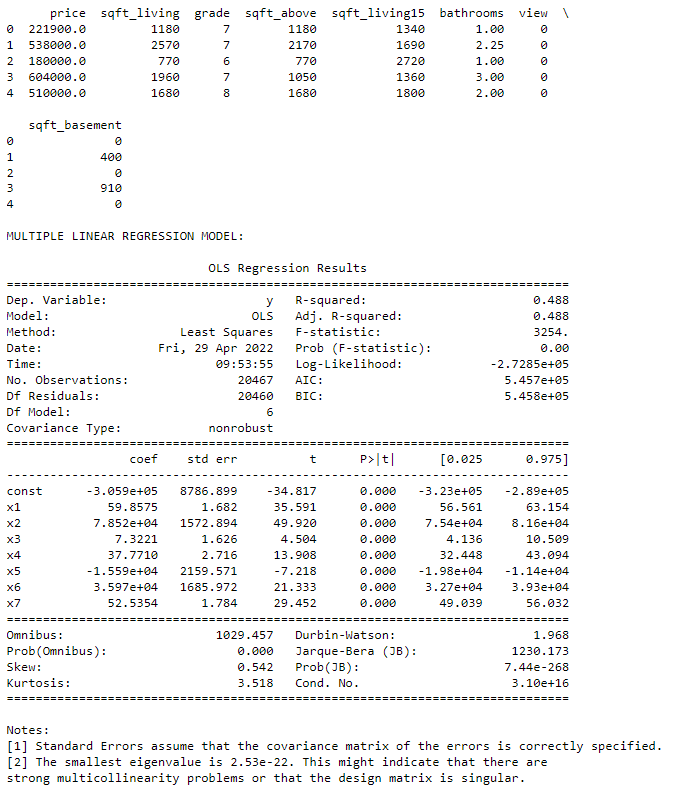 price sqft_living grade sqft_above sqft_living15 bathrooms view \
0 221900.0 1180 7 1180 1340 1.00 0
1 538000.0 2570 7 2170 1690 2.25 0
2 180000.0 770 6 770 2720 1.00 0
3 604000.0 1960 7 1050 1360 3.00 0
4 510000.0 1680 8 1680 1800 2.00 0
sqft_basement
0 0
1 400
2 0
3 910
4 0
MULTIPLE LINEAR REGRESSION MODEL:
OLS Regression Results
==============================================================================
Dep. Variable: y R-squared: 0.488
Model: OLS Adj. R-squared: 0.488
Method: Least Squares F-statistic: 3254.
Date: Fri, 29 Apr 2022 Prob (F-statistic): 0.00
Time: 09:53:55 Log-Likelihood: -2.7285e+05
No. Observations: 20467 AIC: 5.457e+05
Df Residuals: 20460 BIC: 5.458e+05
Df Model: 6
Covariance Type: nonrobust
==============================================================================
coef std err t P>|t| [0.025 0.975]
------------------------------------------------------------------------------
const -3.059e+05 8786.899 -34.817 0.000 -3.23e+05 -2.89e+05
x1 59.8575 1.682 35.591 0.000 56.561 63.154
x2 7.852e+04 1572.894 49.920 0.000 7.54e+04 8.16e+04
x3 7.3221 1.626 4.504 0.000 4.136 10.509
x4 37.7710 2.716 13.908 0.000 32.448 43.094
x5 -1.559e+04 2159.571 -7.218 0.000 -1.98e+04 -1.14e+04
x6 3.597e+04 1685.972 21.333 0.000 3.27e+04 3.93e+04
x7 52.5354 1.784 29.452 0.000 49.039 56.032
==============================================================================
Omnibus: 1029.457 Durbin-Watson: 1.968
Prob(Omnibus): 0.000 Jarque-Bera (JB): 1230.173
Skew: 0.542 Prob(JB): 7.44e-268
Kurtosis: 3.518 Cond. No. 3.10e+16
==============================================================================
Notes:
[1] Standard Errors assume that the covariance matrix of the errors is correctly specified.
[2] The smallest eigenvalue is 2.53e-22. This might indicate that there are
strong multicollinearity problems or that the design matrix is singular.